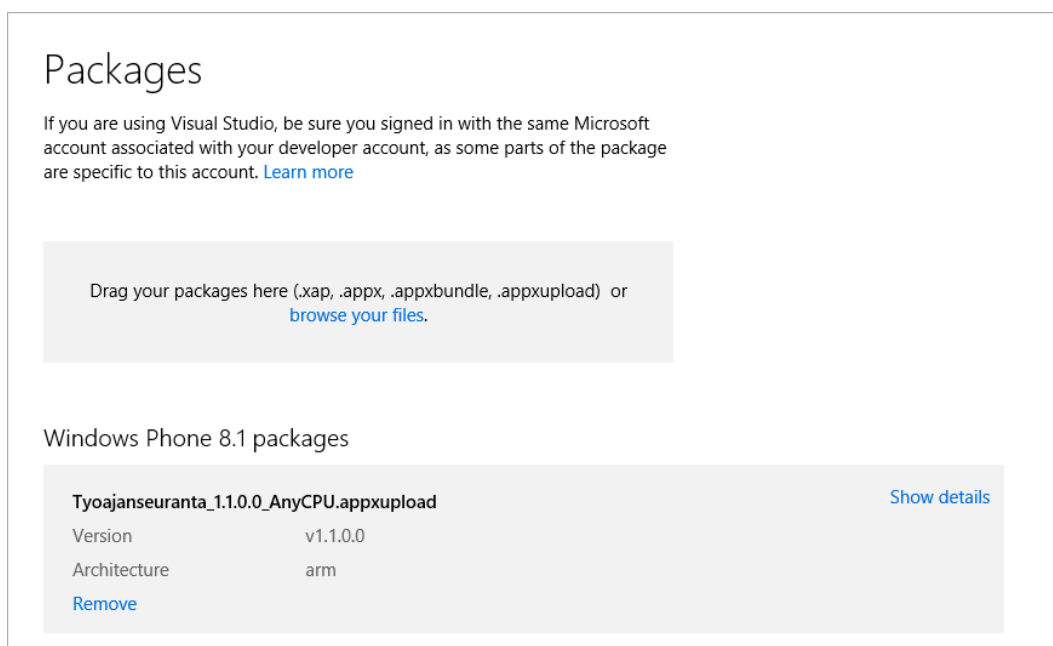 Packages
If you are using Visual Studio, be sure you signed in with the same Microsoft
account associated with your developer account, as some parts of the package
are specific to this account. Learn more
Drag your packages here (.xap, .appx, .appxbundle, .appxupload) or
browse your files.
Windows Phone 8.1 packages
Tyoajanseuranta_1.1.0.0_AnyCPU.appxupload Show details
Version v1.1.0.0
Architecture arm
Remove